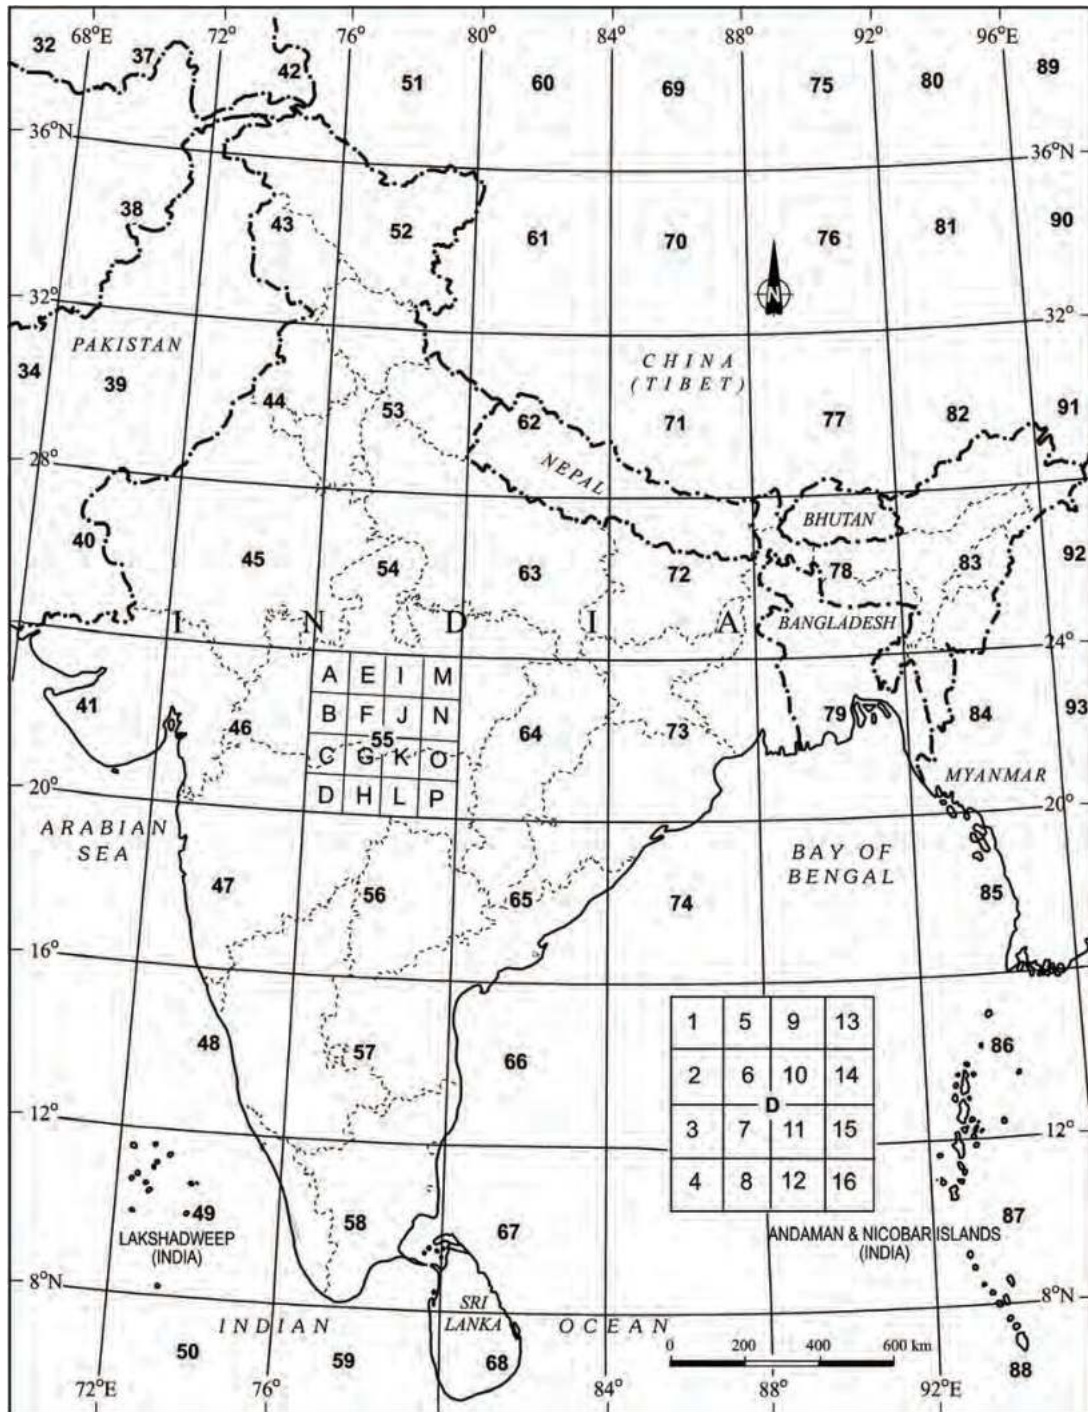 68°E 72° 76° 80° 84° 88° 92° 96°E
32 37 42 51 60 69 75 80 89
36°N 36°N
38 43 52 61 70 76 81 90
N
32° 32°
PAKISTAN
CHINA
(TIBET)
34 39 44 53 62 71 77 82 91
28°
NEPAL
BHUTAN
40 45 54 63 72 78 83 92
I N D I A
BANGLADESH
24°
A E I M
B F J N
55
C G K O
D H L P
41 46 64 73 79 84 93
MYANMAR
20° 20°
ARABIAN
SEA
BAY OF
BENGAL
47 56 65 74 85
16°
48 57 66 86
1 5 9 13
2 6 10 14
D
3 7 11 15
4 8 12 16
12° 12°
49 58 67 87
LAKSHADWEEP
(INDIA)
ANDAMAN & NICOBAR ISLANDS
(INDIA)
8°N 8°N
SRI
LANKA
INDIAN OCEAN
0 200 400 600 km
50 59 68 88
72°E 76° 84° 88° 92°E